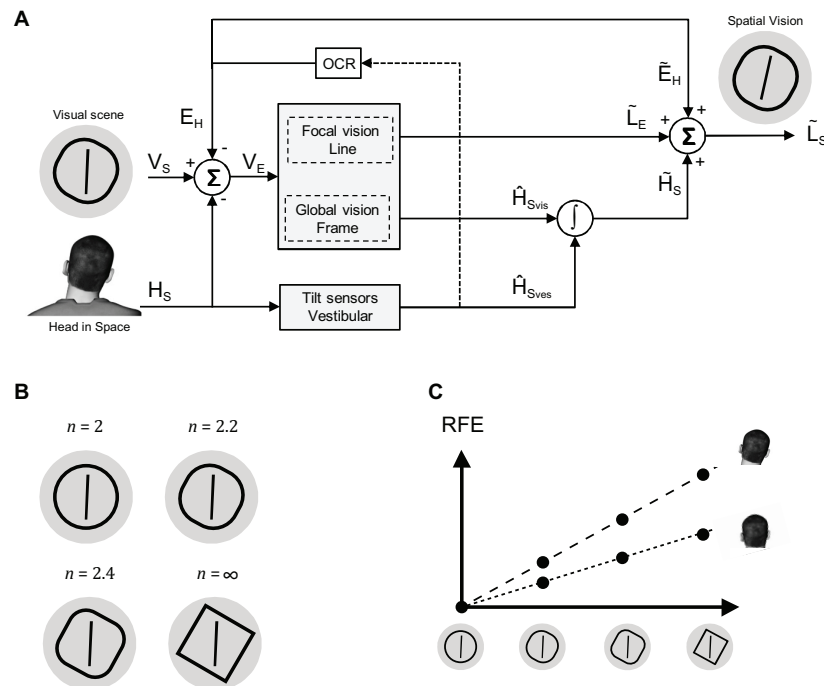 A
Spatial Vision
OCR
Ẽ_H
Visual scene
E_H
-
+
+
Focal vision
Line
L̃_E
Σ
L̃_S
V_S
+
Σ
V_E
-
+
H̃_S
Global vision
Frame
Ĥ_Svis
∫
H_S
Tilt sensors
Vestibular
Ĥ_Sves
Head in Space
B
C
n = 2
n = 2.2
RFE
n = 2.4
n = ∞